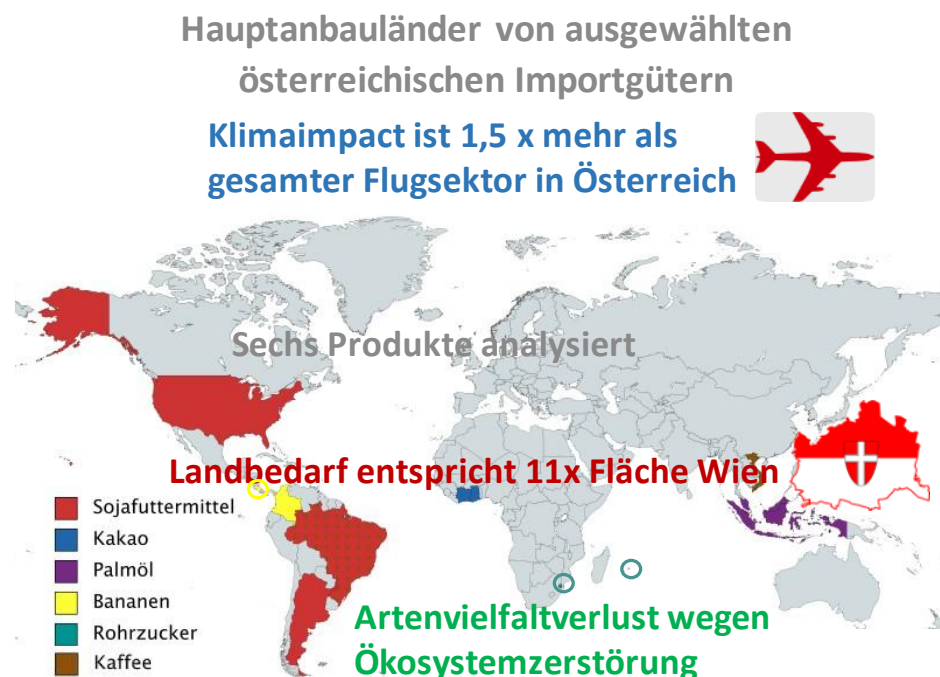 Hauptanbauländer von ausgewählten
österreichischen Importgütern
Klimaimpact ist 1,5 x mehr als
gesamter Flugsektor in Österreich
Sechs Produkte analysiert
Landbedarf entspricht 11x Fläche Wien
Sojafuttermittel
Kakao
Palmöl
Bananen
Rohrzucker
Kaffee
Artenvielfaltverlust wegen
Ökosystemzerstörung